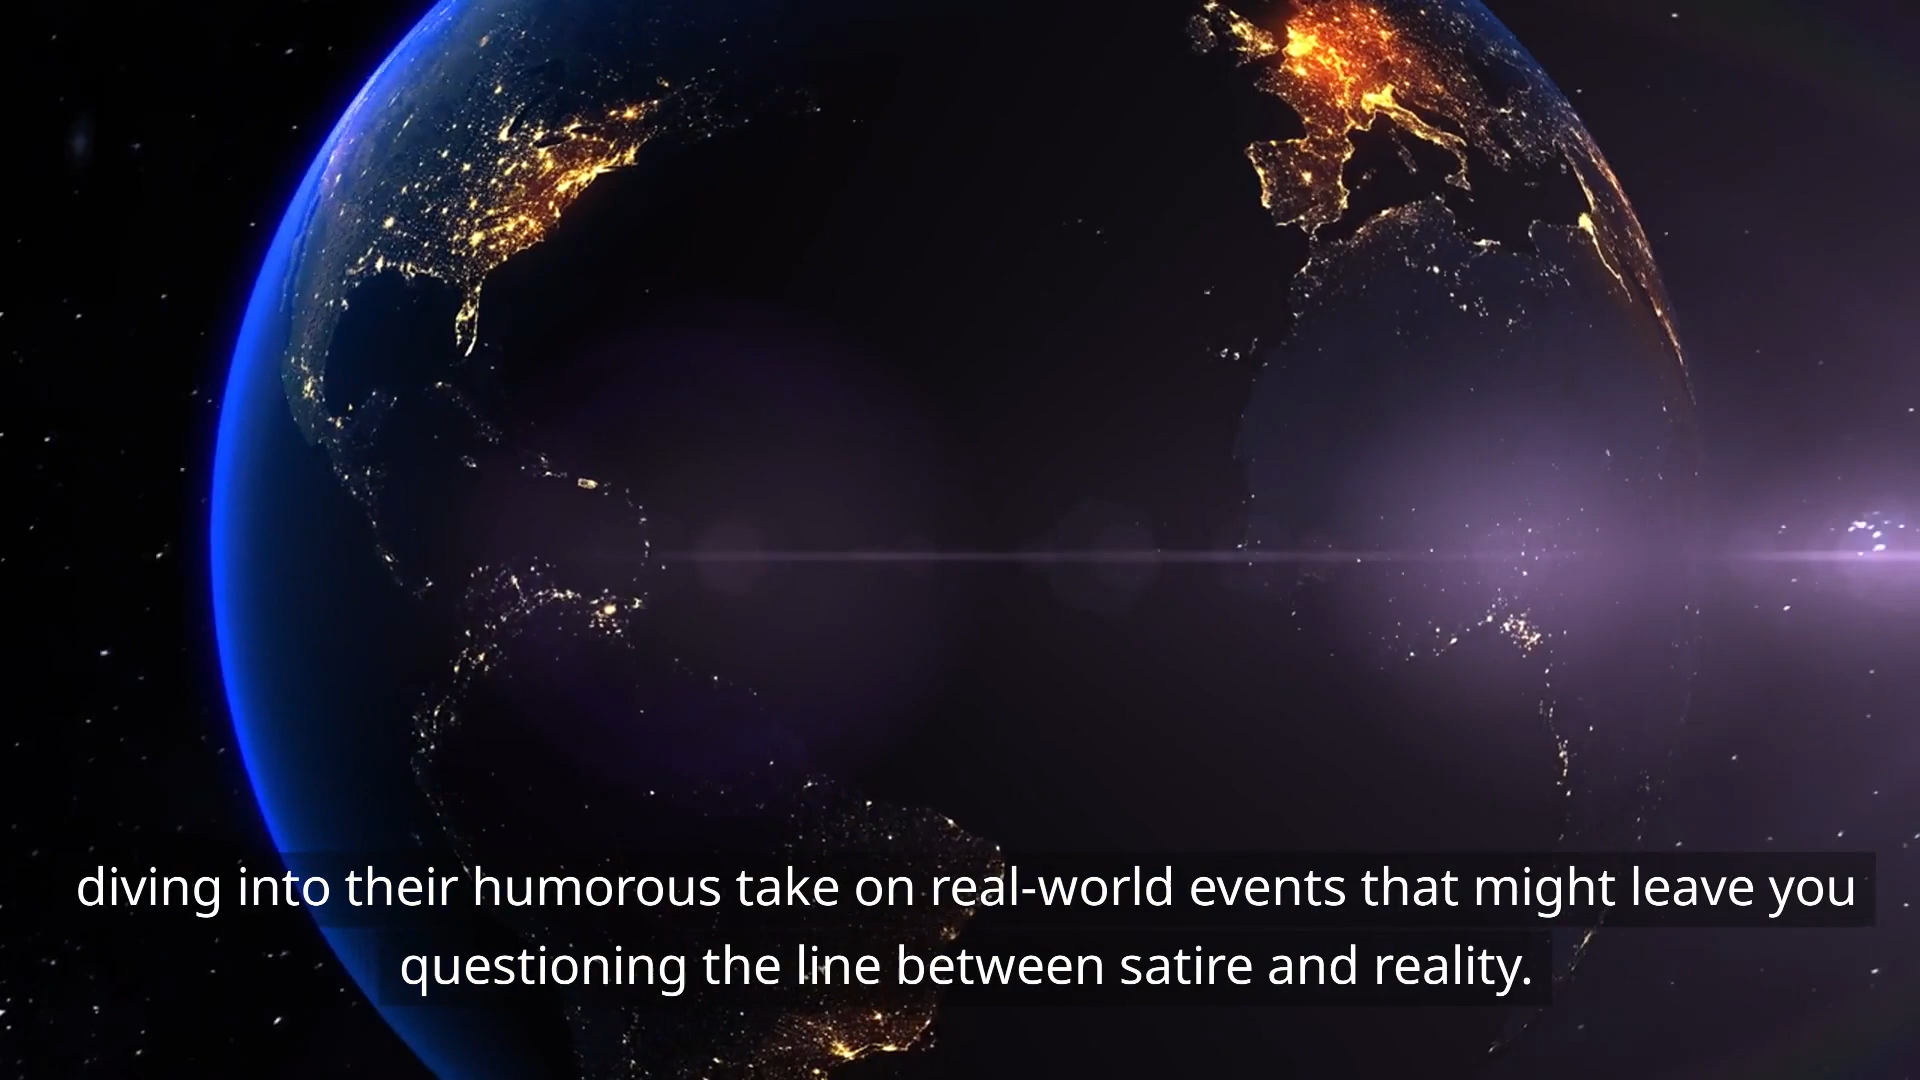 diving into their humorous take on real-world events that might leave you
questioning the line between satire and reality.